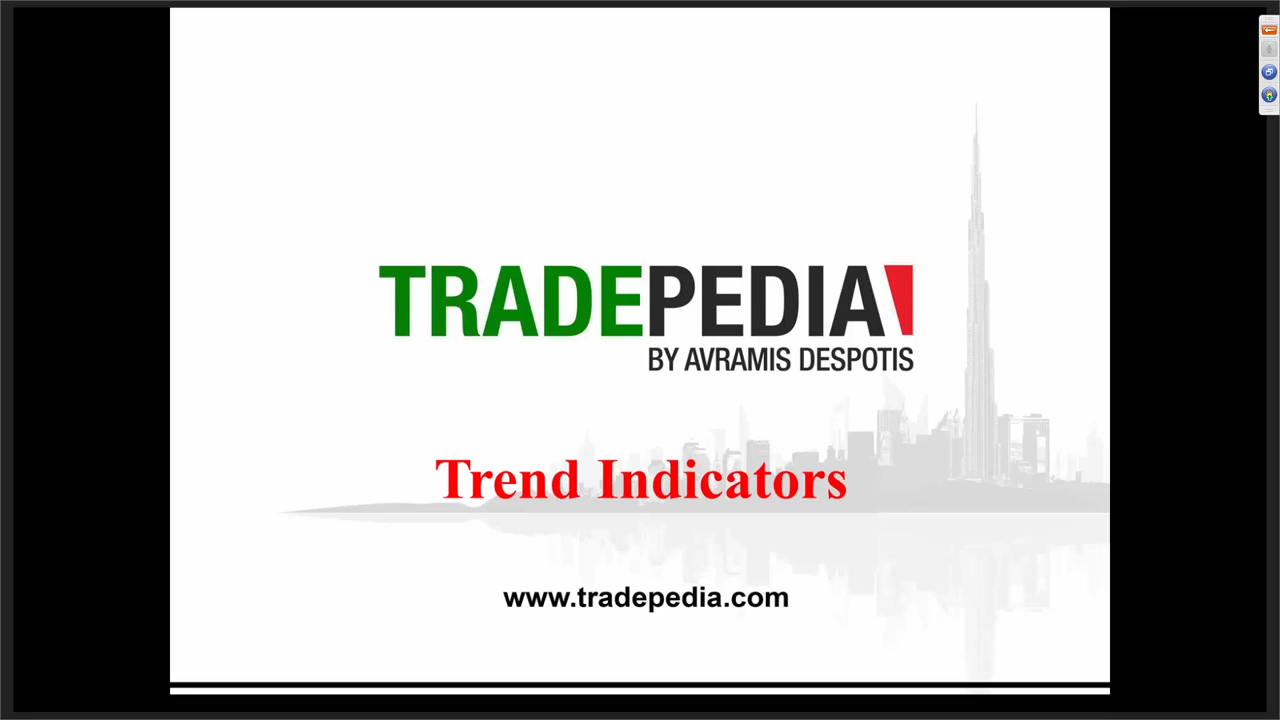 TRADEPEDIA
BY AVRAMIS DESPOTIS
Trend Indicators
www.tradepedia.com